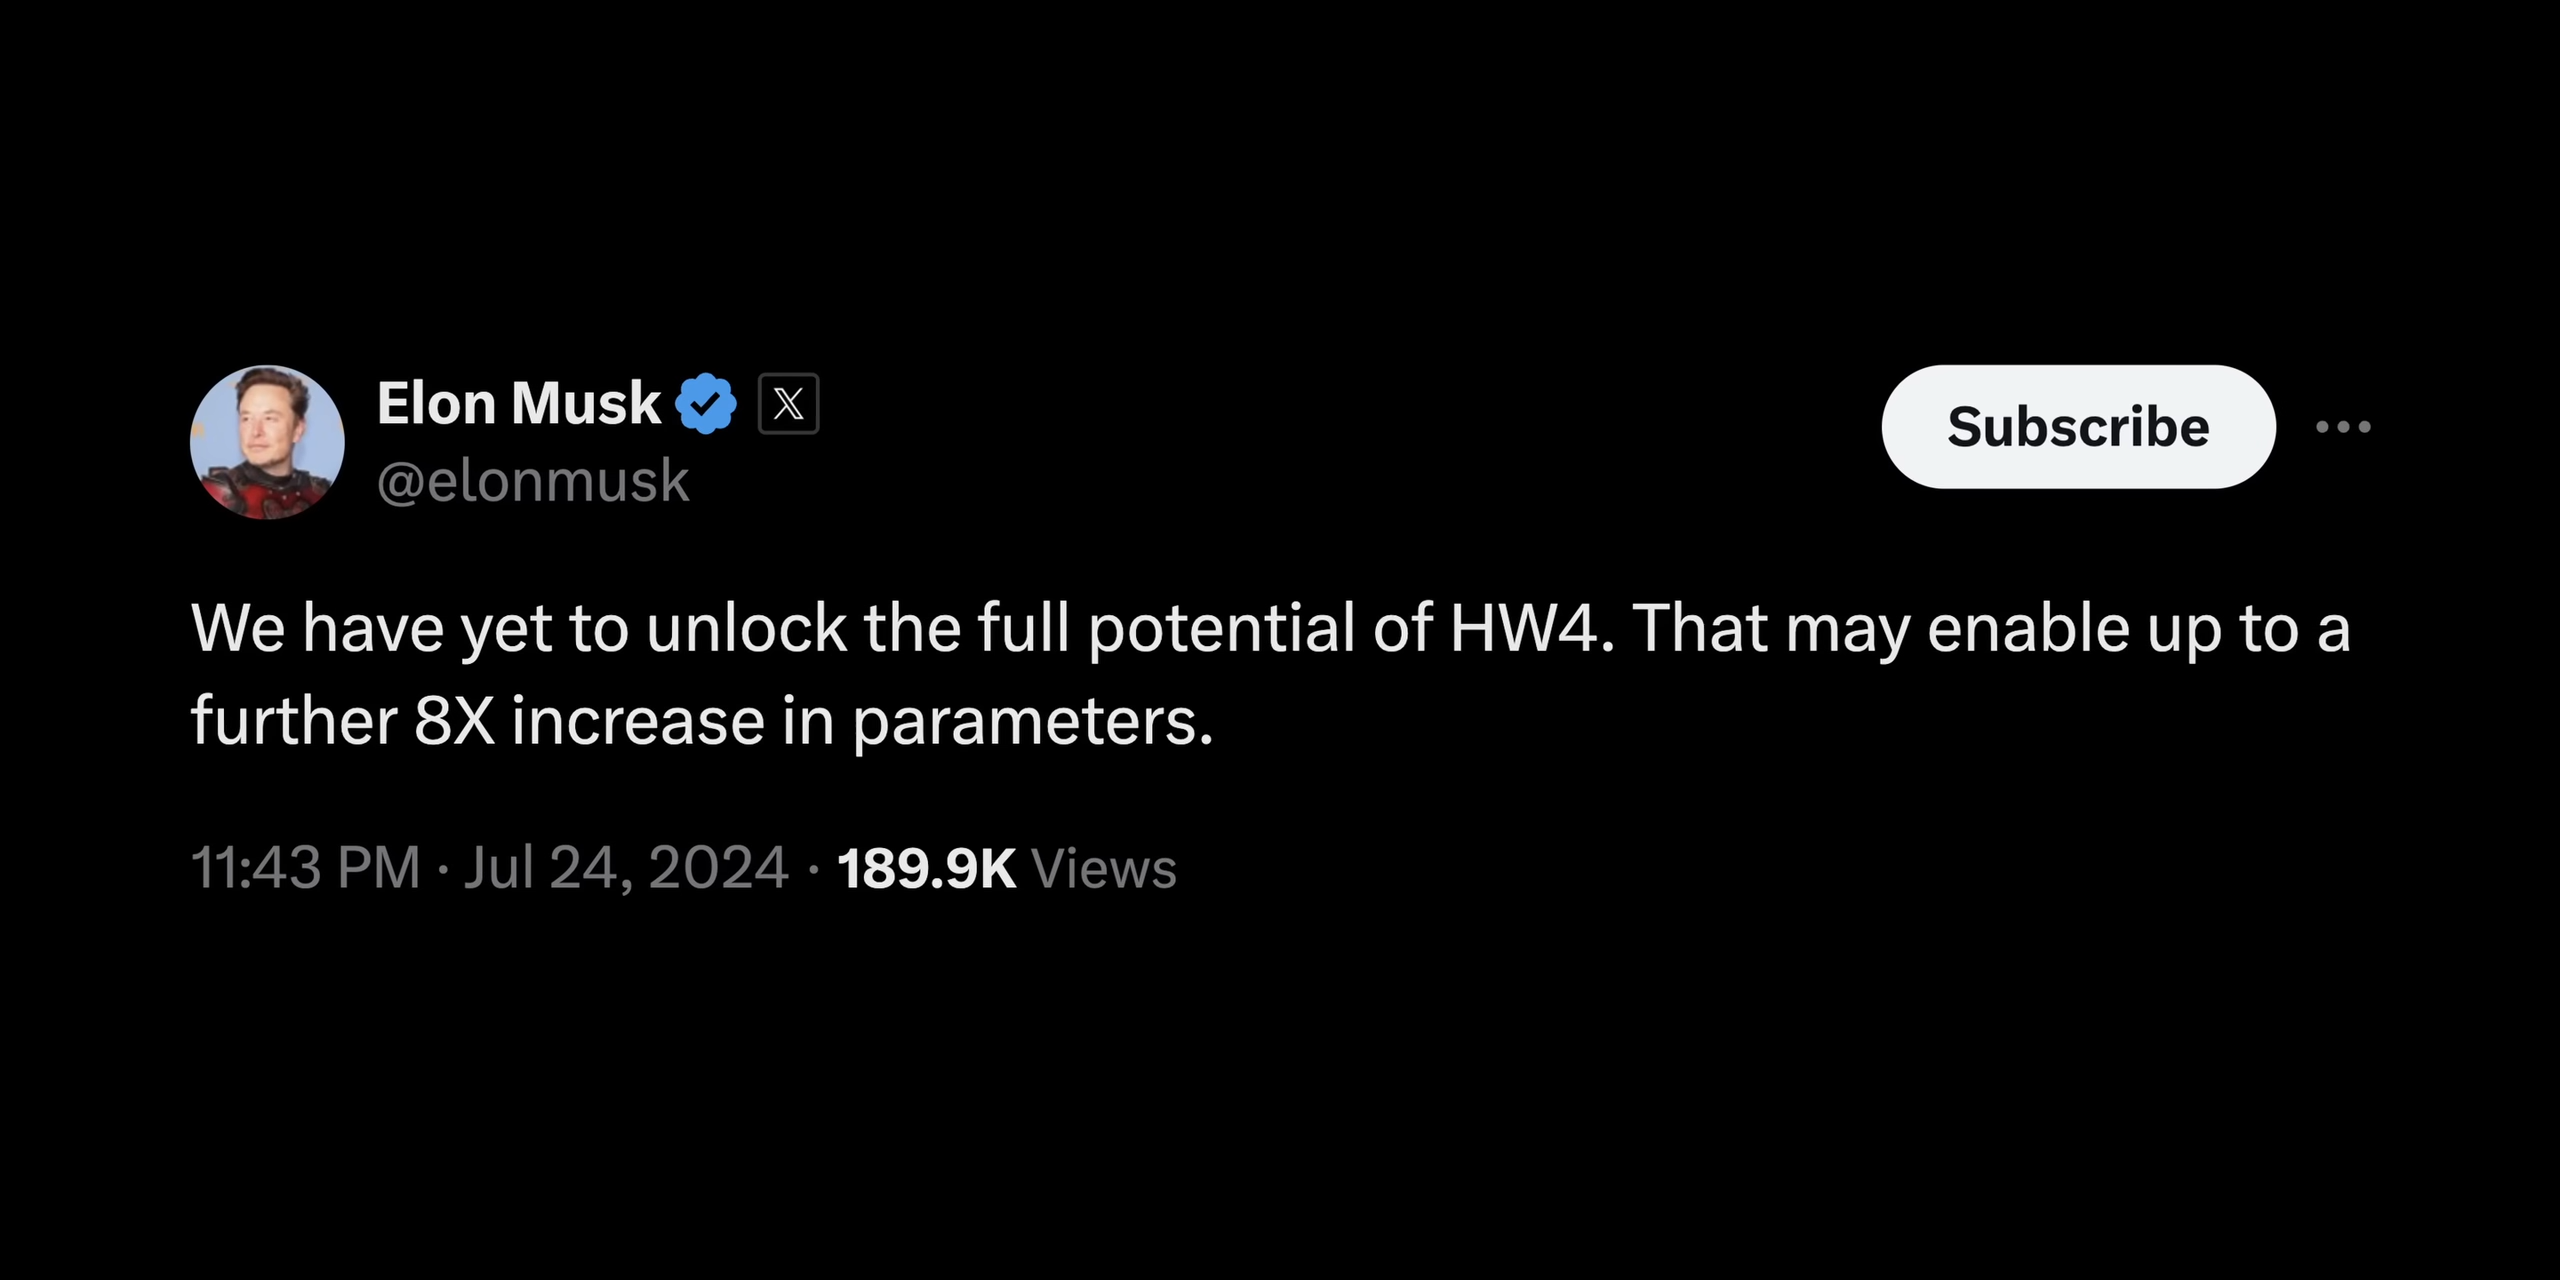 Elon Musk
@elonmusk
Subscribe
We have yet to unlock the full potential of HW4. That may enable up to a
further 8X increase in parameters.
11:43 PM · Jul 24, 2024 · 189.9K Views